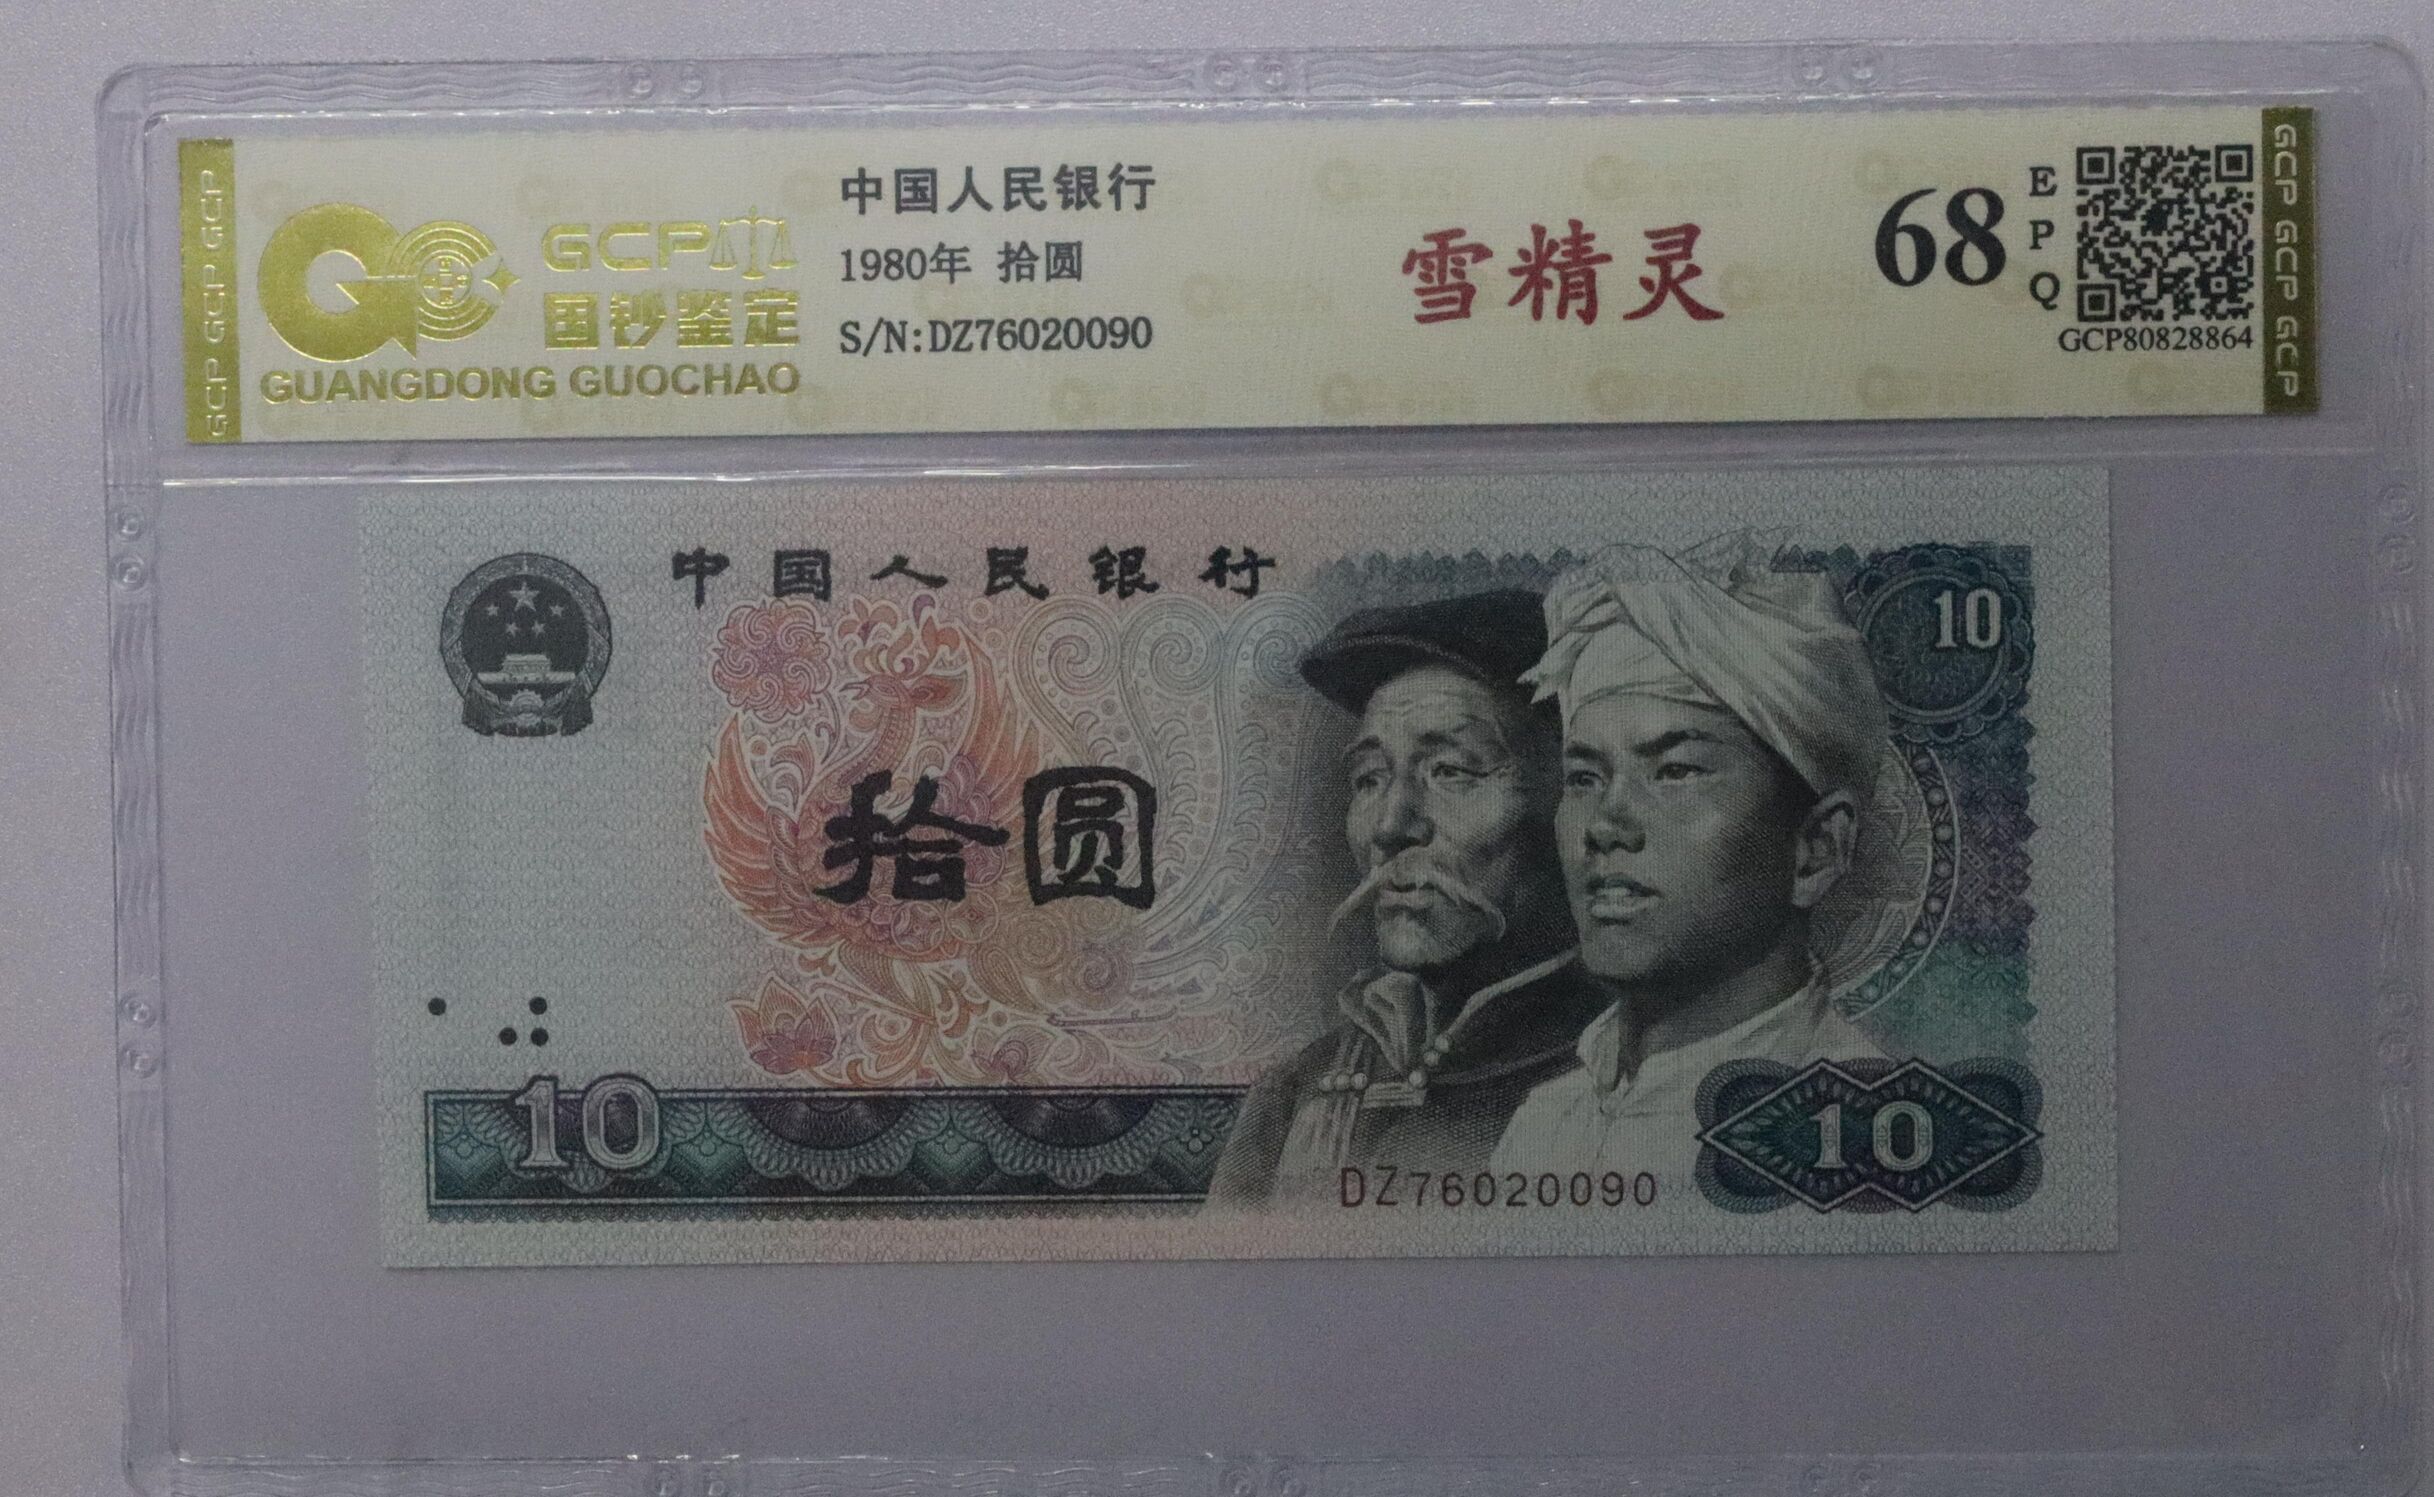 GCP GCP GCP
GCP
国钞鉴定
GUANGDONG GUOCHAO
中国人民银行
1980年 拾圆
S/N:DZ76020090
雪精灵
68
EPQ
GCP80828864
GCP GCP GCP
中国人民银行
10
拾圆
10
10
DZ76020090